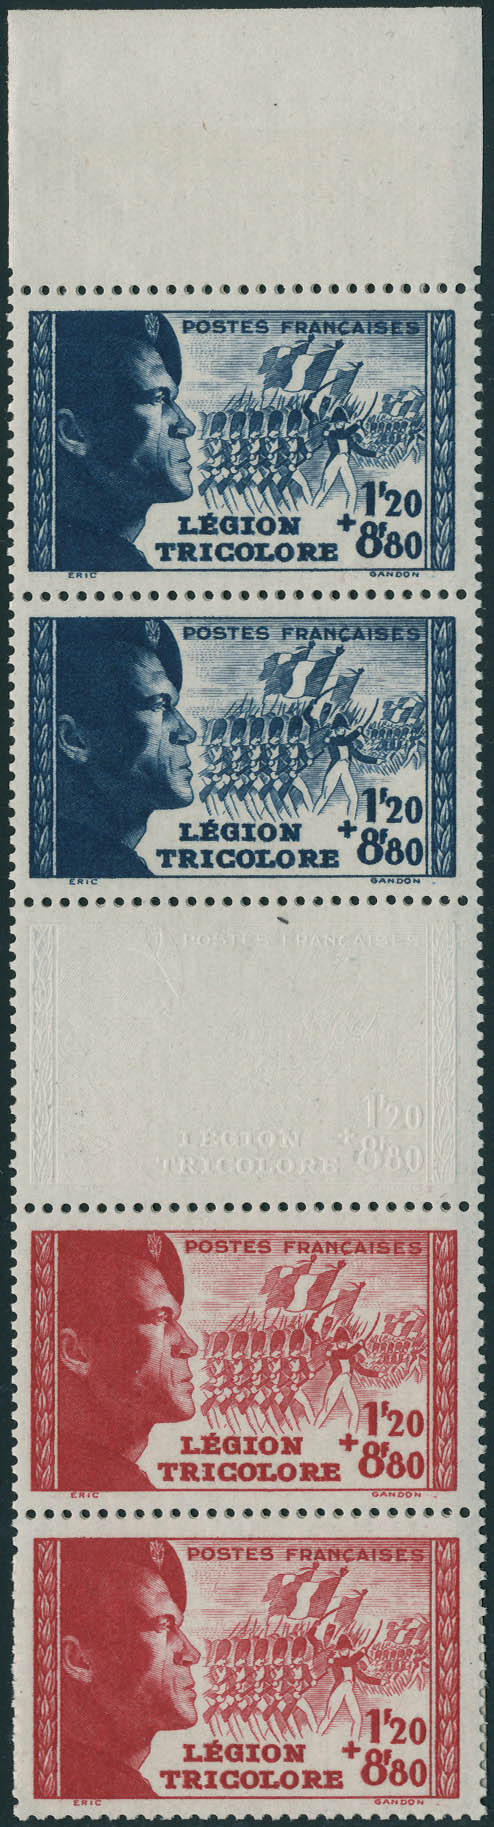 POSTES FRANÇAISES
1F20
LÉGION + 8F80
TRICOLORE
ERIC GANDON
POSTES FRANÇAISES
1F20
LÉGION + 8F80
TRICOLORE
ERIC GANDON
POSTES FRANÇAISES
1F20
LÉGION + 8F80
TRICOLORE
POSTES FRANÇAISES
1F20
LÉGION + 8F80
TRICOLORE
ERIC GANDON
POSTES FRANÇAISES
1F20
LÉGION + 8F80
TRICOLORE
ERIC GANDON